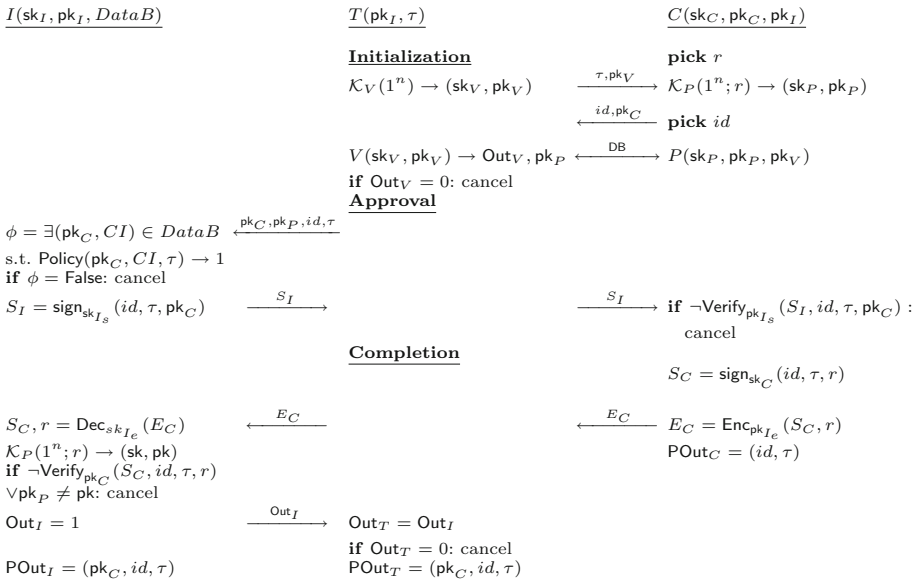 I(sk_I, pk_I, DataB) T(pk_I, τ) C(sk_C, pk_C, pk_I)
Initialization pick r
K_V(1^n) → (sk_V, pk_V) τ,pk_V K_P(1^n; r) → (sk_P, pk_P)
id,pk_C pick id
V(sk_V, pk_V) → Out_V, pk_P DB P(sk_P, pk_P, pk_V)
if Out_V = 0: cancel
Approval
φ = ∃(pk_C, CI) ∈ DataB pk_C,pk_P,id,τ
s.t. Policy(pk_C, CI, τ) → 1
if φ = False: cancel
S_I = sign_{sk_{I_s}}(id, τ, pk_C) S_I S_I if ¬Verify_{pk_{I_s}}(S_I, id, τ, pk_C) :
cancel
Completion
S_C = sign_{sk_C}(id, τ, r)
S_C, r = Dec_{sk_{I_e}}(E_C) E_C E_C E_C = Enc_{pk_{I_e}}(S_C, r)
K_P(1^n; r) → (sk, pk) POut_C = (id, τ)
if ¬Verify_{pk_C}(S_C, id, τ, r)
∨pk_P ≠ pk: cancel
Out_I = 1 Out_I Out_T = Out_I
if Out_T = 0: cancel
POut_I = (pk_C, id, τ) POut_T = (pk_C, id, τ)